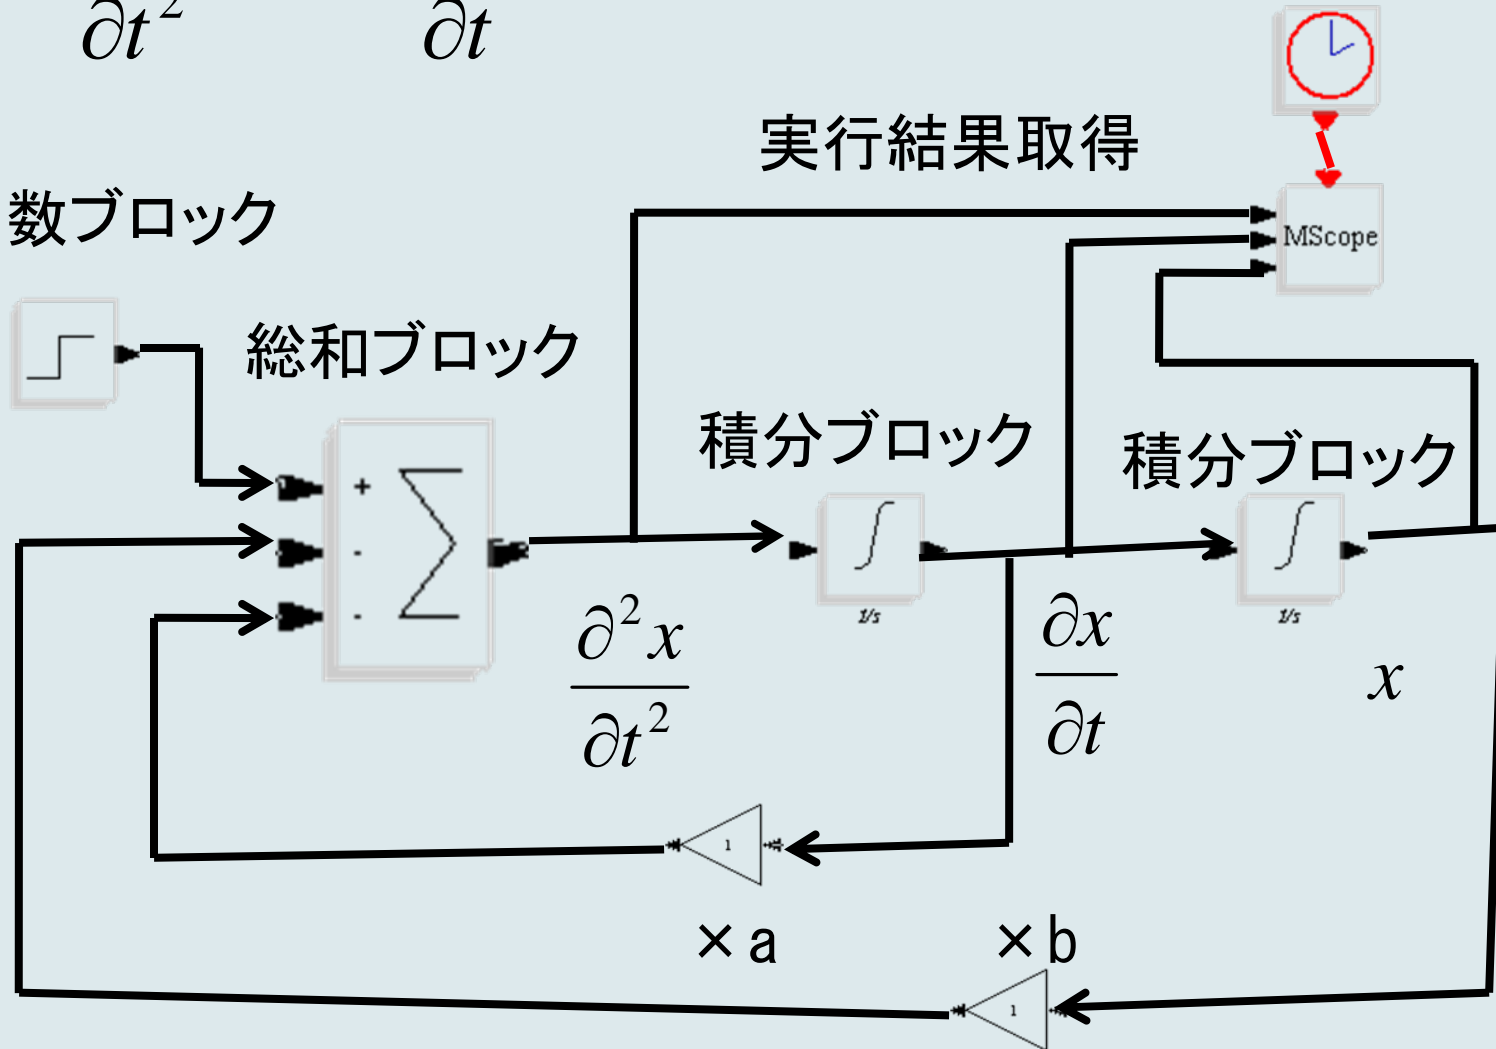 ∂t²
∂t
実行結果取得
数ブロック
MScope
総和ブロック
積分ブロック
積分ブロック
+
-
-
Σ
∫
∫
1/s
1/s
∂²x
∂t²
∂x
∂t
x
1
×a
×b
1